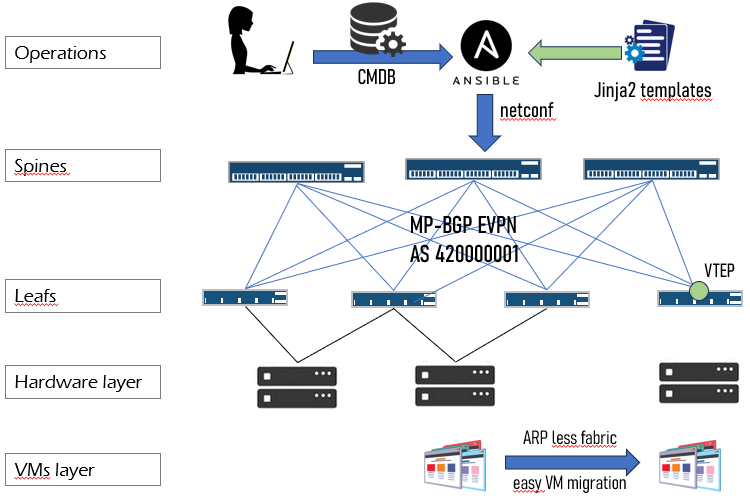 Operations
CMDB
ANSIBLE
Jinja2 templates
netconf
Spines
MP-BGP EVPN
AS 420000001
VTEP
Leafs
Hardware layer
VMs layer
ARP less fabric
easy VM migration